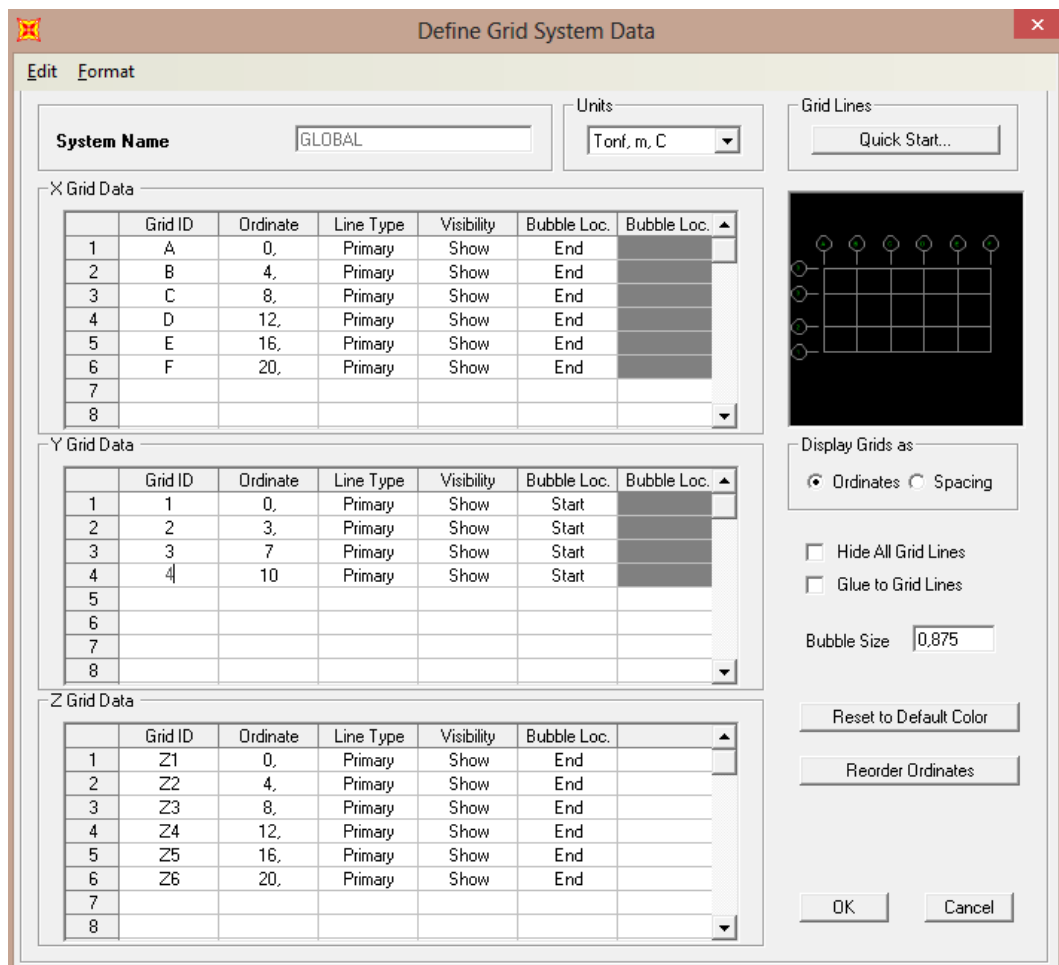 Define Grid System Data
Edit Format
System Name GLOBAL
Units
Tonf, m, C
Grid Lines
Quick Start...
X Grid Data
Grid ID Ordinate Line Type Visibility Bubble Loc. Bubble Loc.
1 A 0, Primary Show End
2 B 4, Primary Show End
3 C 8, Primary Show End
4 D 12, Primary Show End
5 E 16, Primary Show End
6 F 20, Primary Show End
7
8
Y Grid Data
Grid ID Ordinate Line Type Visibility Bubble Loc. Bubble Loc.
1 1 0, Primary Show Start
2 2 3, Primary Show Start
3 3 7 Primary Show Start
4 4 10 Primary Show Start
5
6
7
8
Display Grids as
Ordinates Spacing
Hide All Grid Lines
Glue to Grid Lines
Bubble Size 0,875
Z Grid Data
Grid ID Ordinate Line Type Visibility Bubble Loc.
1 Z1 0, Primary Show End
2 Z2 4, Primary Show End
3 Z3 8, Primary Show End
4 Z4 12, Primary Show End
5 Z5 16, Primary Show End
6 Z6 20, Primary Show End
7
8
Reset to Default Color
Reorder Ordinates
OK Cancel